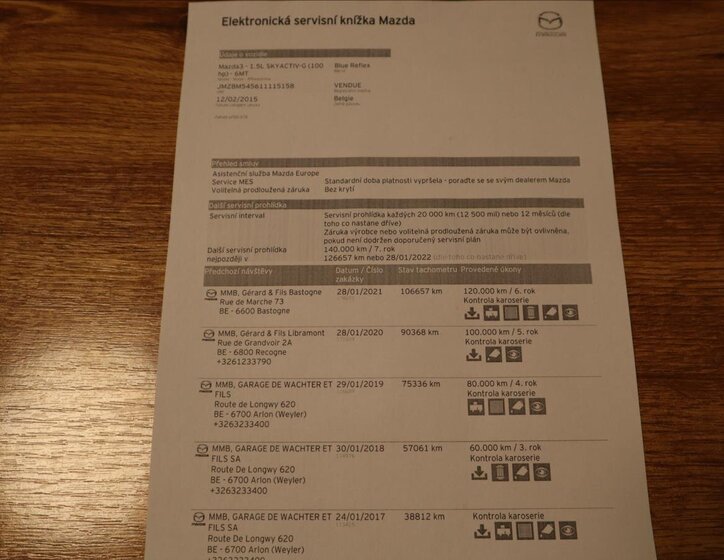 Elektronická servisní knížka Mazda
Údaje o vozidle
Mazda3 - 1.5L SKYACTIV-G (100 hp) - 6MT
Blue Reflex
JMZBM545611115158
VENDUE
12/02/2015
Belgie
Přehled smluv
Asistenční služba Mazda Europe
Service MES Standardní doba platnosti vypršela - poraďte se se svým dealerem Mazda
Volitelná prodloužená záruka Bez krytí
Další servisní prohlídka
Servisní interval Servisní prohlídka každých 20 000 km (12 500 mil) nebo 12 měsíců (dle
toho co nastane dříve)
Záruka výrobce nebo volitelná prodloužená záruka může být ovlivněna,
pokud není dodržen doporučený servisní plán
Další servisní prohlídka 140.000 km / 7. rok
nejpozději v 126657 km nebo 28/01/2022 (dle toho co nastane dříve)
Předchozí návštěvy Datum / Číslo zakázky Stav tachometru Provedené úkony
MMB, Gérard & Fils Bastogne 28/01/2021 106657 km 120.000 km / 6. rok
Rue de Marche 73 Kontrola karoserie
BE - 6600 Bastogne
MMB, Gérard & Fils Libramont 28/01/2020 90368 km 100.000 km / 5. rok
Rue de Grandvoir 2A Kontrola karoserie
BE - 6800 Recogne
+3261233790
MMB, GARAGE DE WACHTER ET 29/01/2019 75336 km 80.000 km / 4. rok
FILS Kontrola karoserie
Route de Longwy 620
BE - 6700 Arlon (Weyler)
+3263233400
MMB, GARAGE DE WACHTER ET 30/01/2018 57061 km 60.000 km / 3. rok
FILS SA Kontrola karoserie
Route De Longwy 620
BE - 6700 Arlon (Weyler)
+3263233400
MMB, GARAGE DE WACHTER ET 24/01/2017 38812 km Kontrola karoserie
FILS SA
Route De Longwy 620
BE - 6700 Arlon (Weyler)
+3263233400